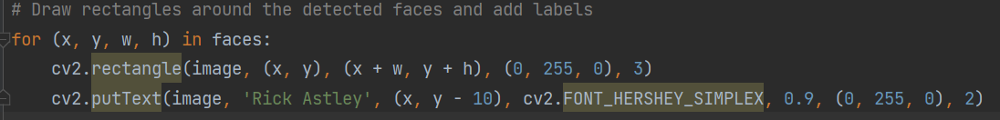 # Draw rectangles around the detected faces and add labels
for (x, y, w, h) in faces:
    cv2.rectangle(image, (x, y), (x + w, y + h), (0, 255, 0), 3)
    cv2.putText(image, 'Rick Astley', (x, y - 10), cv2.FONT_HERSHEY_SIMPLEX, 0.9, (0, 255, 0), 2)